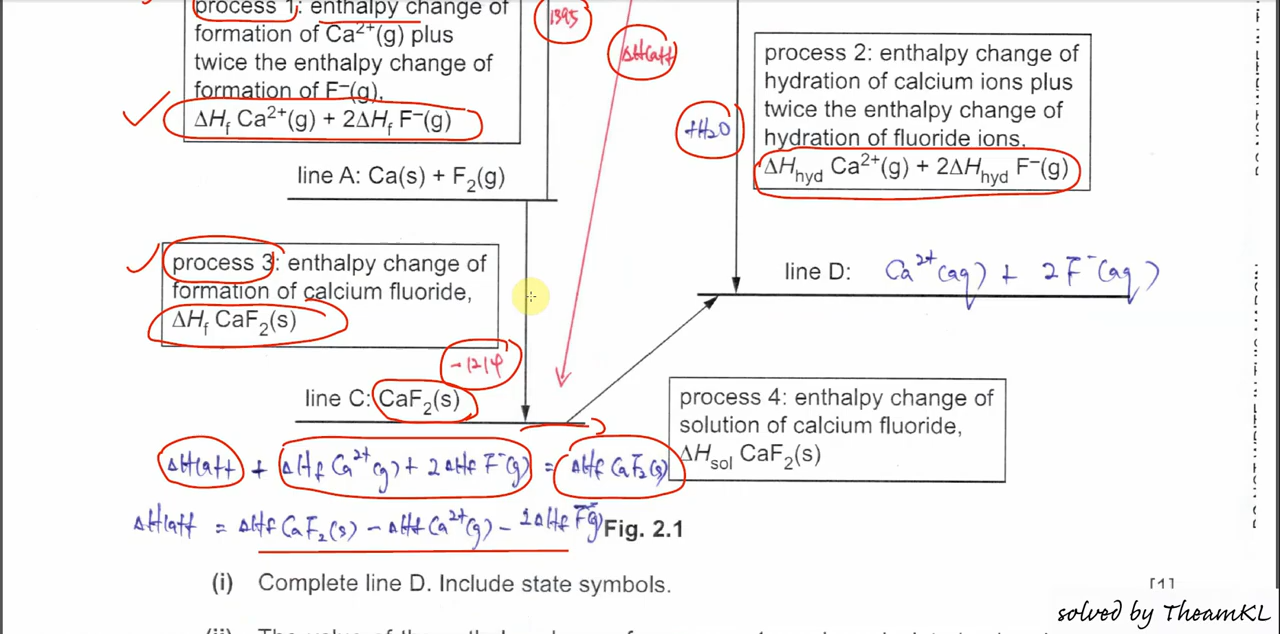 process 1: enthalpy change of
formation of Ca²⁺(g) plus
twice the enthalpy change of
formation of F⁻(g),
ΔHf Ca²⁺(g) + 2ΔHf F⁻(g)
1395
ΔHlatt
+H2O
process 2: enthalpy change of
hydration of calcium ions plus
twice the enthalpy change of
hydration of fluoride ions,
ΔHhyd Ca²⁺(g) + 2ΔHhyd F⁻(g)
line A: Ca(s) + F₂(g)
process 3: enthalpy change of
formation of calcium fluoride,
ΔHf CaF₂(s)
line D: Ca²⁺(aq) + 2F⁻(aq)
-1214
line C: CaF₂(s)
process 4: enthalpy change of
solution of calcium fluoride,
ΔHsol CaF₂(s)
ΔHlatt + ΔHf Ca²⁺(g) + 2ΔHf F⁻(g) = ΔHf CaF₂(s)
ΔHlatt = ΔHf CaF₂(s) - ΔHf Ca²⁺(g) - 2ΔHf F⁻(g)
Fig. 2.1
(i) Complete line D. Include state symbols.
[1]
solved by TheamKL